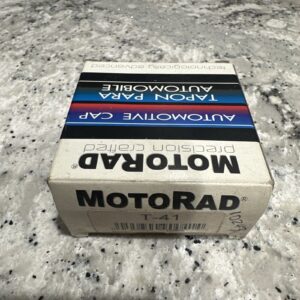 technologically advanced
TAPON PARA
AUTOMOBILE
AUTOMOTIVE CAP
precision crafted
MOTORAD®
MOTORAD®
T-41